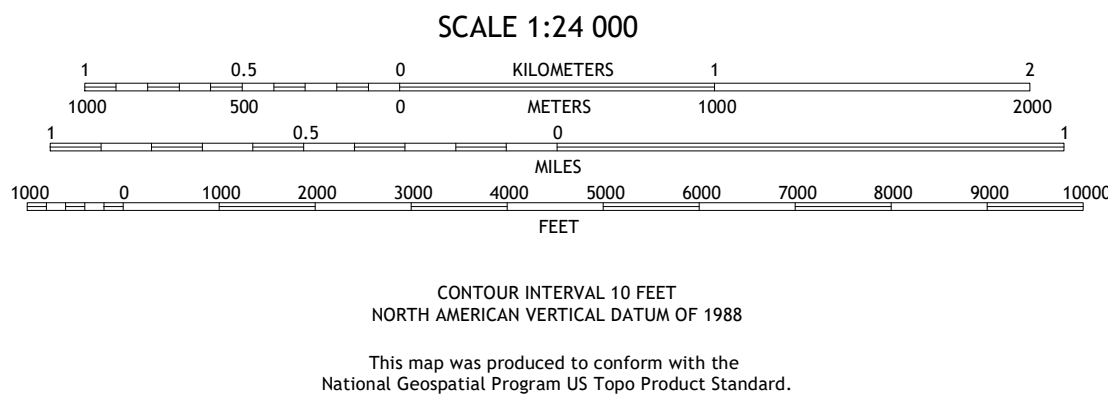 SCALE 1:24 000
1 0.5 0 KILOMETERS 1 2
1000 500 0 METERS 1000 2000
1 0.5 0 1
MILES
1000 0 1000 2000 3000 4000 5000 6000 7000 8000 9000 10000
FEET
CONTOUR INTERVAL 10 FEET
NORTH AMERICAN VERTICAL DATUM OF 1988
This map was produced to conform with the
National Geospatial Program US Topo Product Standard.